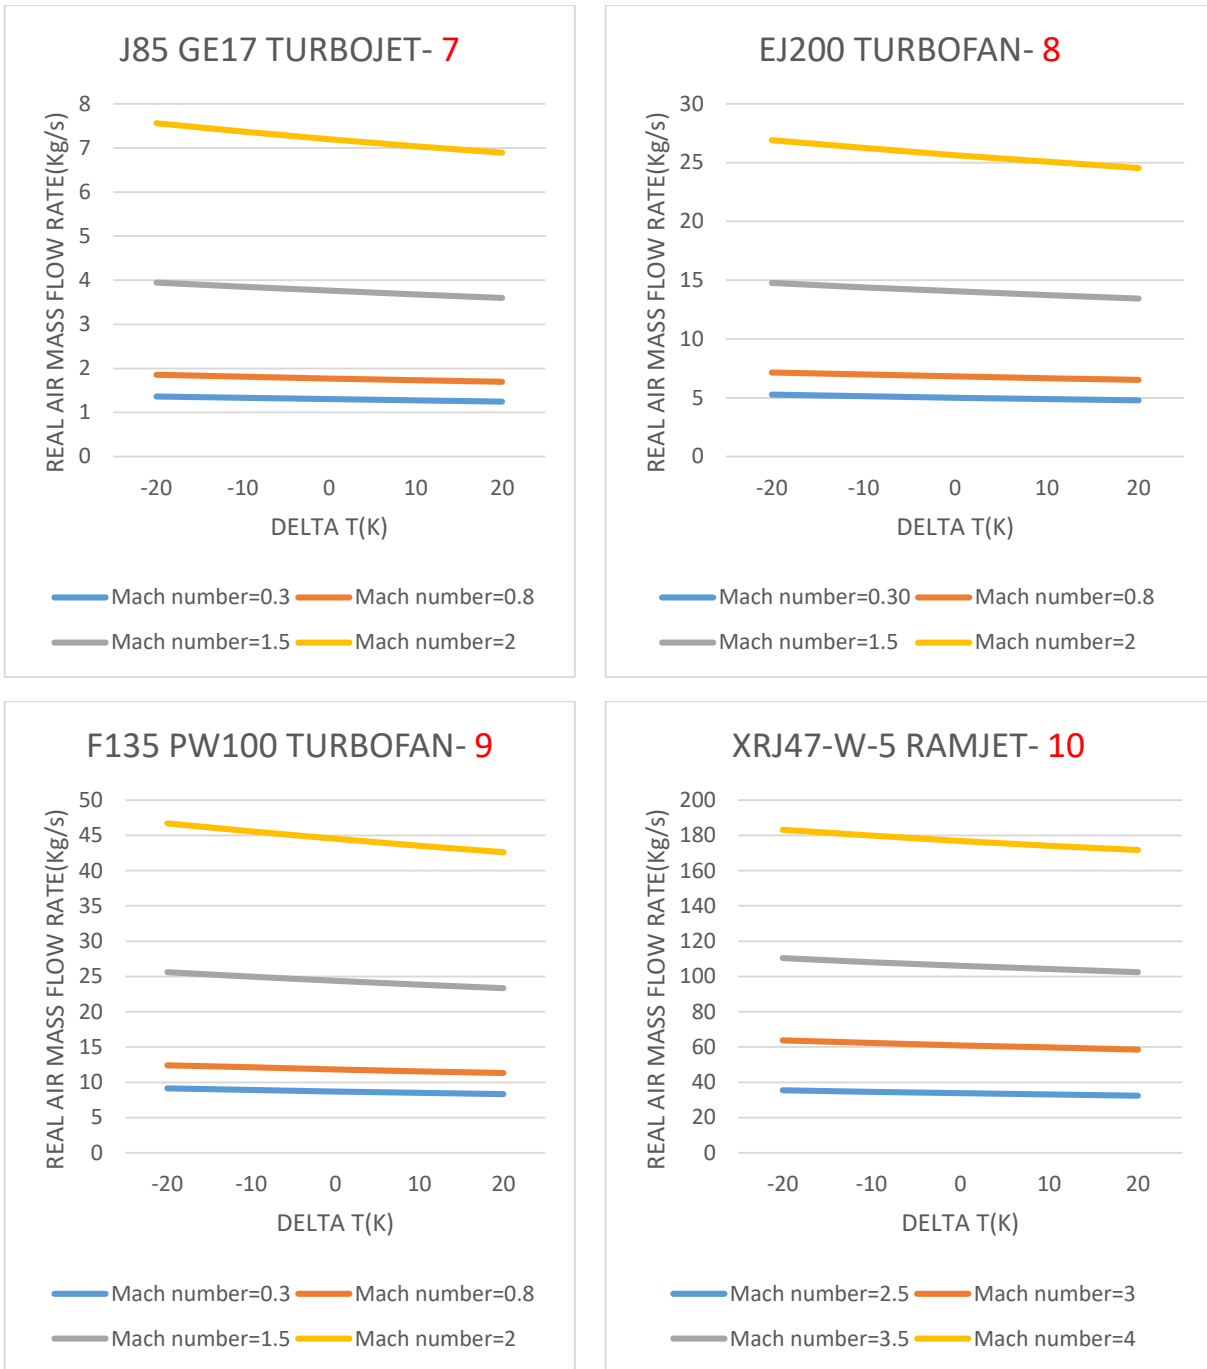 J85 GE17 TURBOJET- 7
REAL AIR MASS FLOW RATE(Kg/s)
8
7
6
5
4
3
2
1
0
-20 -10 0 10 20
DELTA T(K)
Mach number=0.3 Mach number=0.8
Mach number=1.5 Mach number=2
EJ200 TURBOFAN- 8
REAL AIR MASS FLOW RATE(Kg/s)
30
25
20
15
10
5
0
-20 -10 0 10 20
DELTA T(K)
Mach number=0.30 Mach number=0.8
Mach number=1.5 Mach number=2
F135 PW100 TURBOFAN- 9
REAL AIR MASS FLOW RATE(Kg/s)
50
45
40
35
30
25
20
15
10
5
0
-20 -10 0 10 20
DELTA T(K)
Mach number=0.3 Mach number=0.8
Mach number=1.5 Mach number=2
XRJ47-W-5 RAMJET- 10
REAL AIR MASS FLOW RATE(Kg/s)
200
180
160
140
120
100
80
60
40
20
0
-20 -10 0 10 20
DELTA T(K)
Mach number=2.5 Mach number=3
Mach number=3.5 Mach number=4